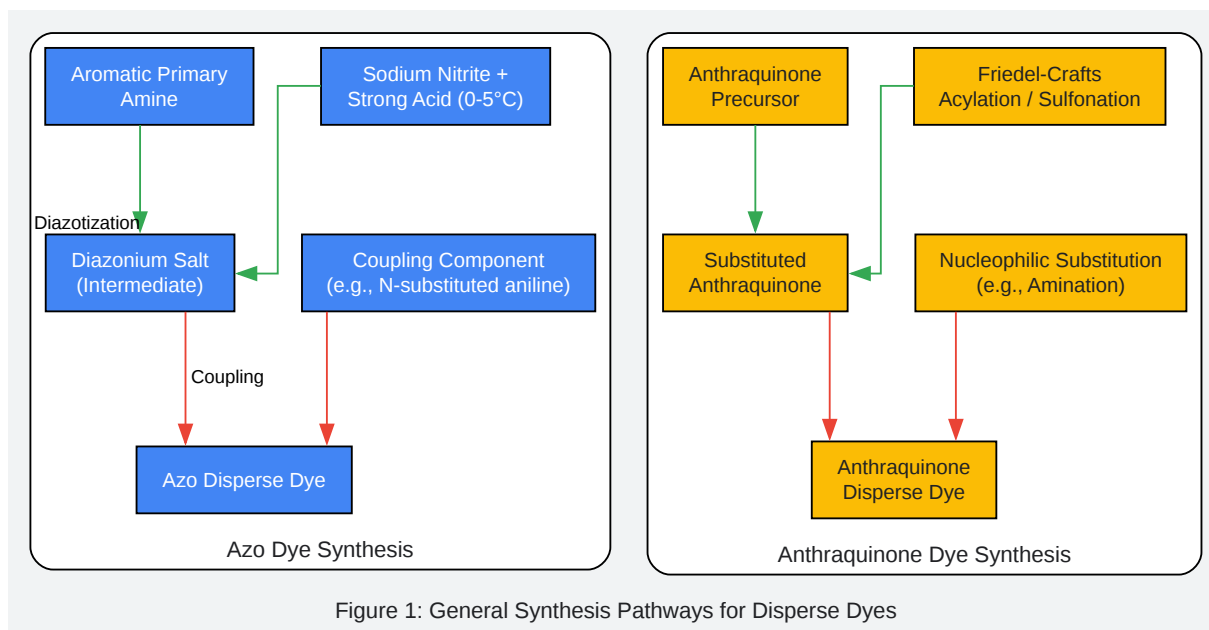 Aromatic Primary
Amine
Sodium Nitrite +
Strong Acid (0-5°C)
Diazotization
Diazonium Salt
(Intermediate)
Coupling Component
(e.g., N-substituted aniline)
Coupling
Azo Disperse Dye
Azo Dye Synthesis
Anthraquinone
Precursor
Friedel-Crafts
Acylation / Sulfonation
Substituted
Anthraquinone
Nucleophilic Substitution
(e.g., Amination)
Anthraquinone
Disperse Dye
Anthraquinone Dye Synthesis
Figure 1: General Synthesis Pathways for Disperse Dyes